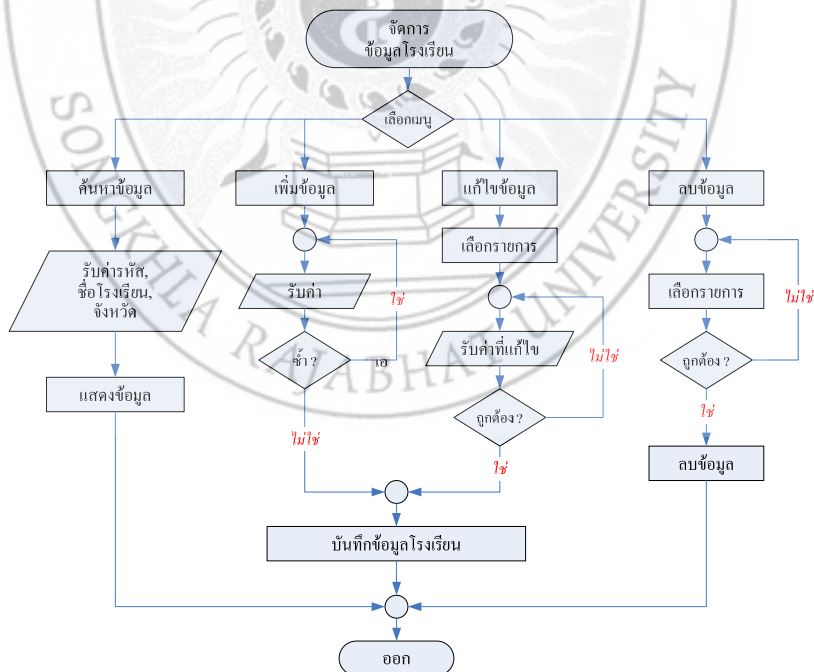 จัดการ
ข้อมูลโรงเรียน
เลือกเมนู
ค้นหาข้อมูล
เพิ่มข้อมูล
แก้ไขข้อมูล
ลบข้อมูล
เลือกรายการ
รับค่ารหัส,
ชื่อโรงเรียน,
จังหวัด
รับค่า
ใช่
เลือกรายการ
ไม่ใช่
ซ้ำ ?
เอ
รับค่าที่แก้ไข
ไม่ใช่
ถูกต้อง ?
แสดงข้อมูล
ถูกต้อง ?
ใช่
ไม่ใช่
ใช่
ลบข้อมูล
บันทึกข้อมูลโรงเรียน
ออก
SONGKHLA RAJABHAT UNIVERSITY